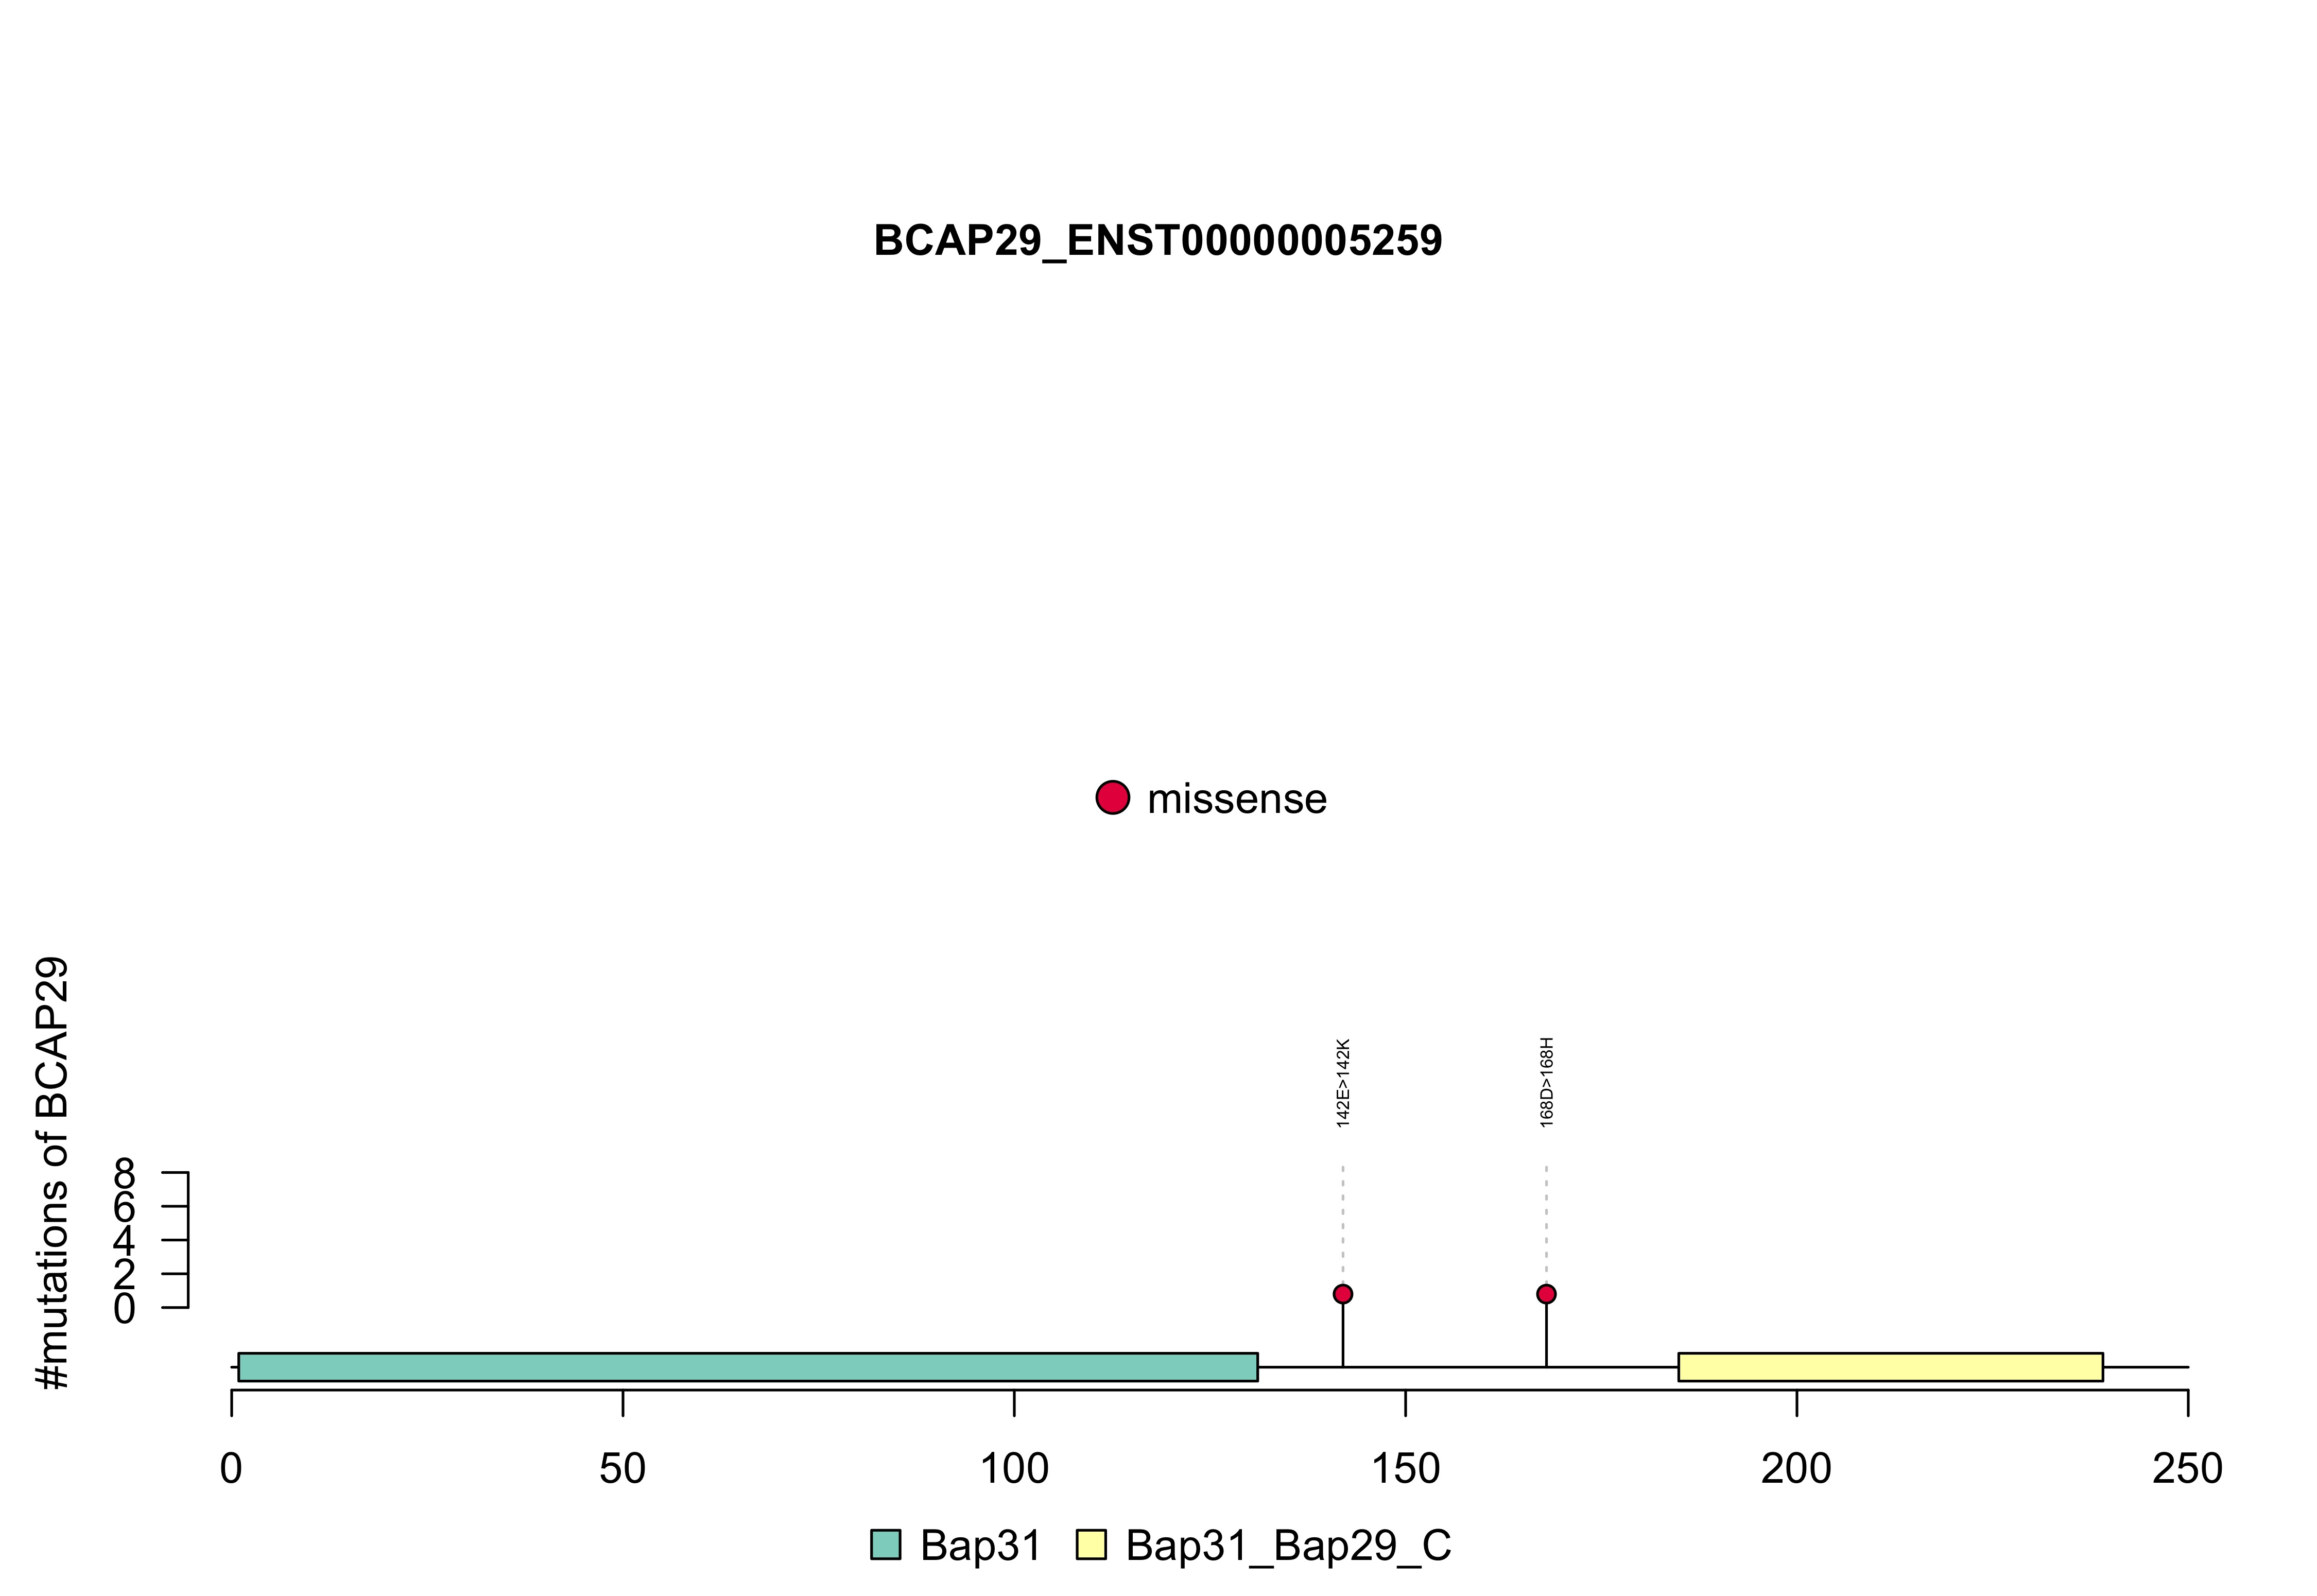 BCAP29_ENST00000005259
missense
#mutations of BCAP29
142E>142K
168D>168H
8
6
4
2
0
0 50 100 150 200 250
Bap31 Bap31_Bap29_C